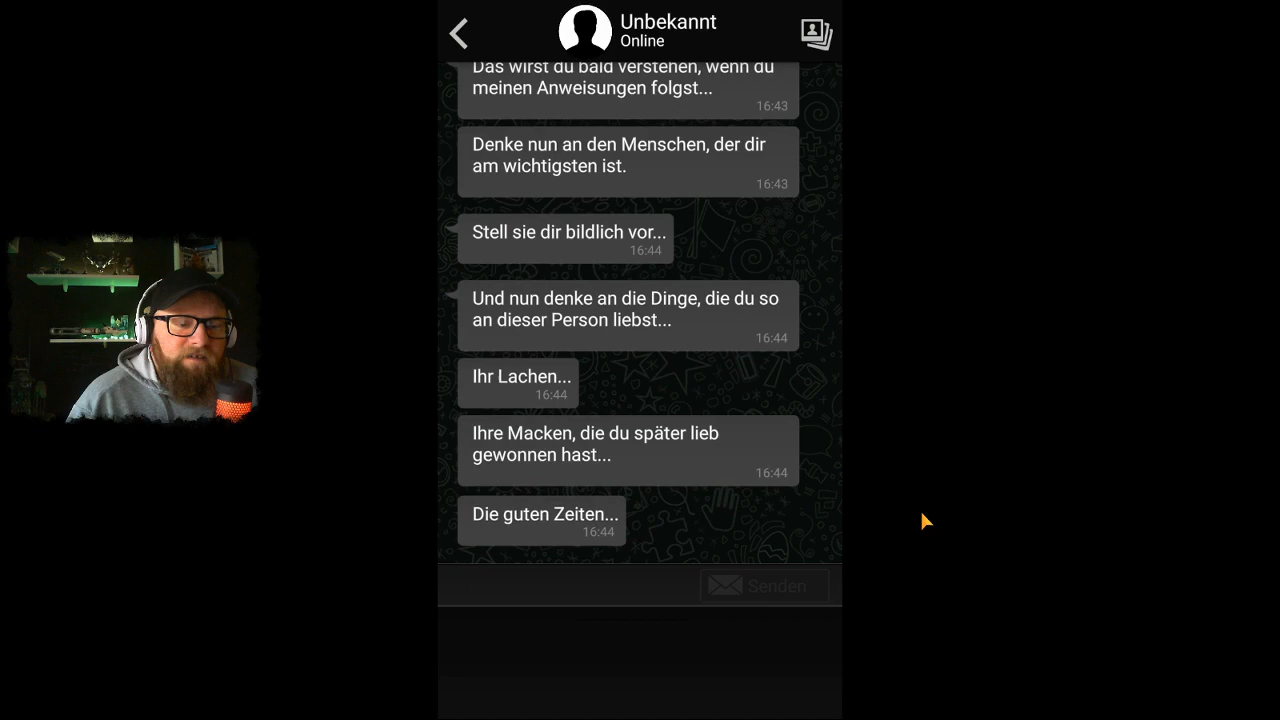 Unbekannt
Online
Das wirst du bald verstehen, wenn du
meinen Anweisungen folgst...
16:43
Denke nun an den Menschen, der dir
am wichtigsten ist.
16:43
Stell sie dir bildlich vor...
16:44
Und nun denke an die Dinge, die du so
an dieser Person liebst...
16:44
Ihr Lachen...
16:44
Ihre Macken, die du später lieb
gewonnen hast...
16:44
Die guten Zeiten...
16:44
Senden